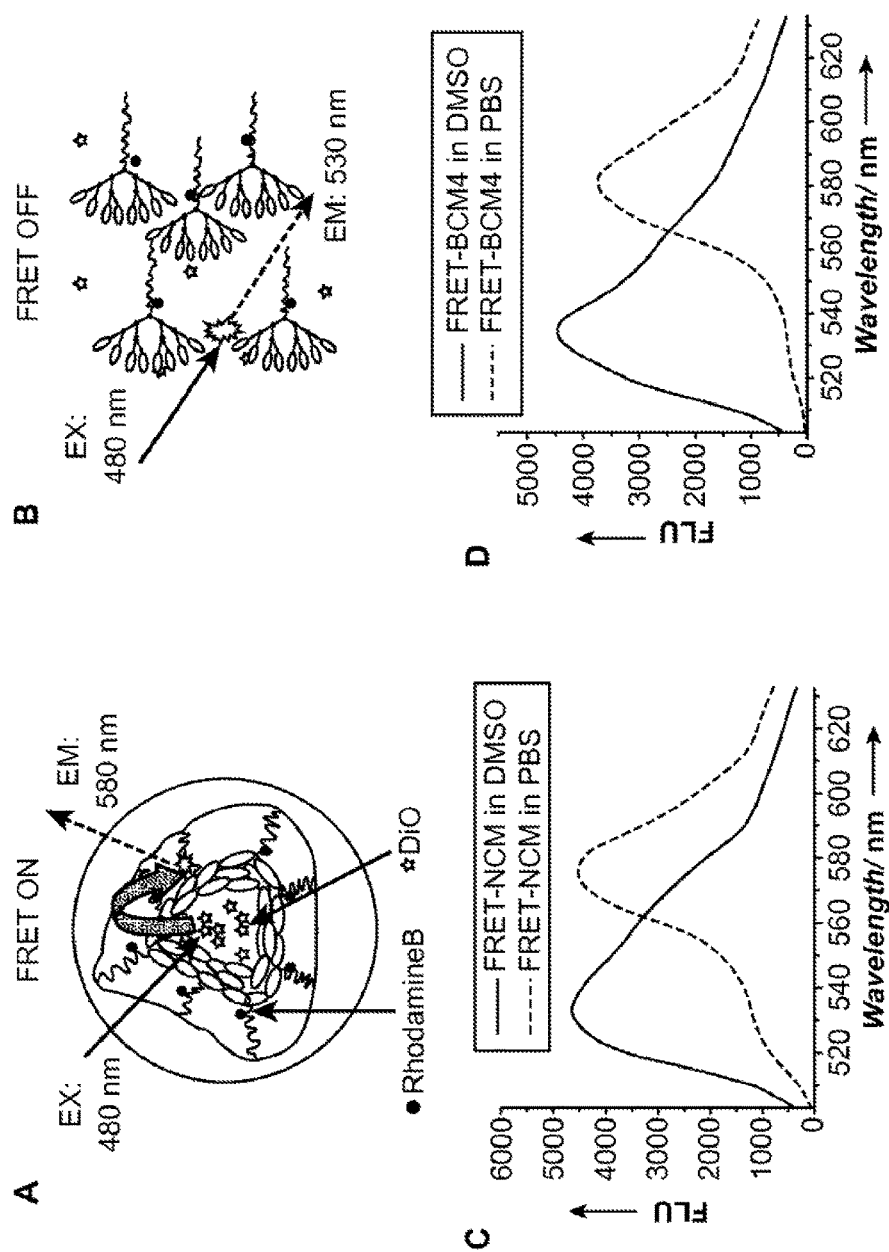 A
FRET ON
EX:
480 nm
EM:
580 nm
RhodamineB
DiO
B
FRET OFF
EX:
480 nm
EM: 530 nm
C
FRET-NCM in DMSO
FRET-NCM in PBS
FLU
6000
5000
4000
3000
2000
1000
0
520 540 560 580 600 620
Wavelength/ nm
D
FRET-BCM4 in DMSO
FRET-BCM4 in PBS
FLU
5000
4000
3000
2000
1000
0
520 540 560 580 600 620
Wavelength/ nm